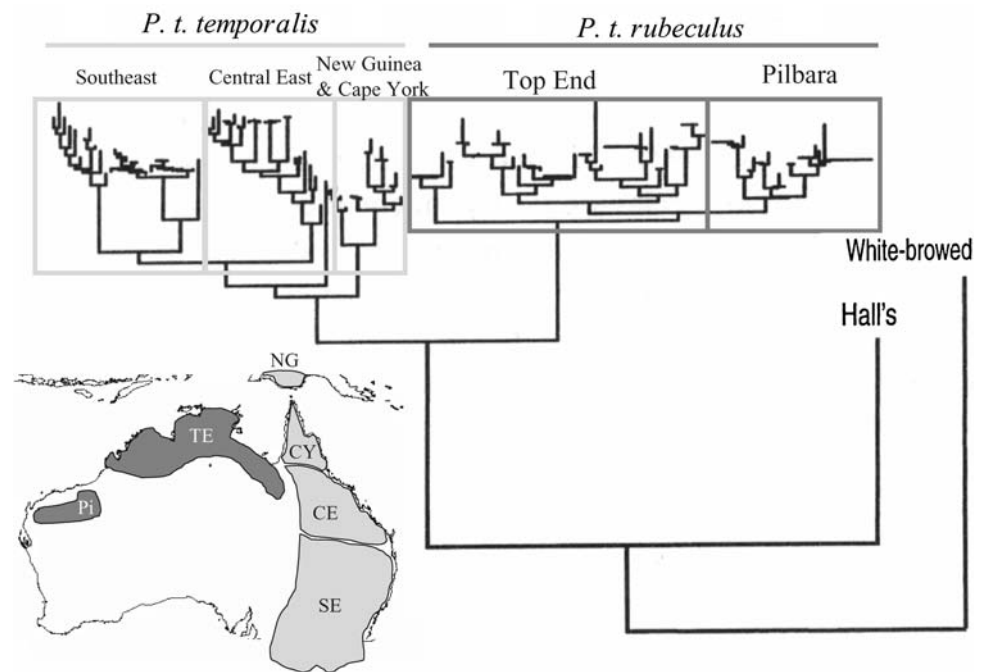 P. t. temporalis
P. t. rubeculus
Southeast
Central East
New Guinea
& Cape York
Top End
Pilbara
White-browed
Hall's
NG
TE
CY
Pi
CE
SE